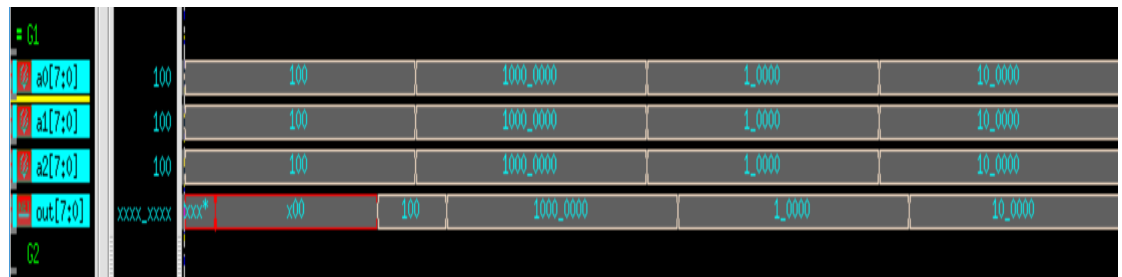 G1
a0[7:0] 100 100 1000_0000 1_0000 10_0000
a1[7:0] 100 100 1000_0000 1_0000 10_0000
a2[7:0] 100 100 1000_0000 1_0000 10_0000
out[7:0] xxxx_xxxx xxx* x00 100 1000_0000 1_0000 10_0000
G2